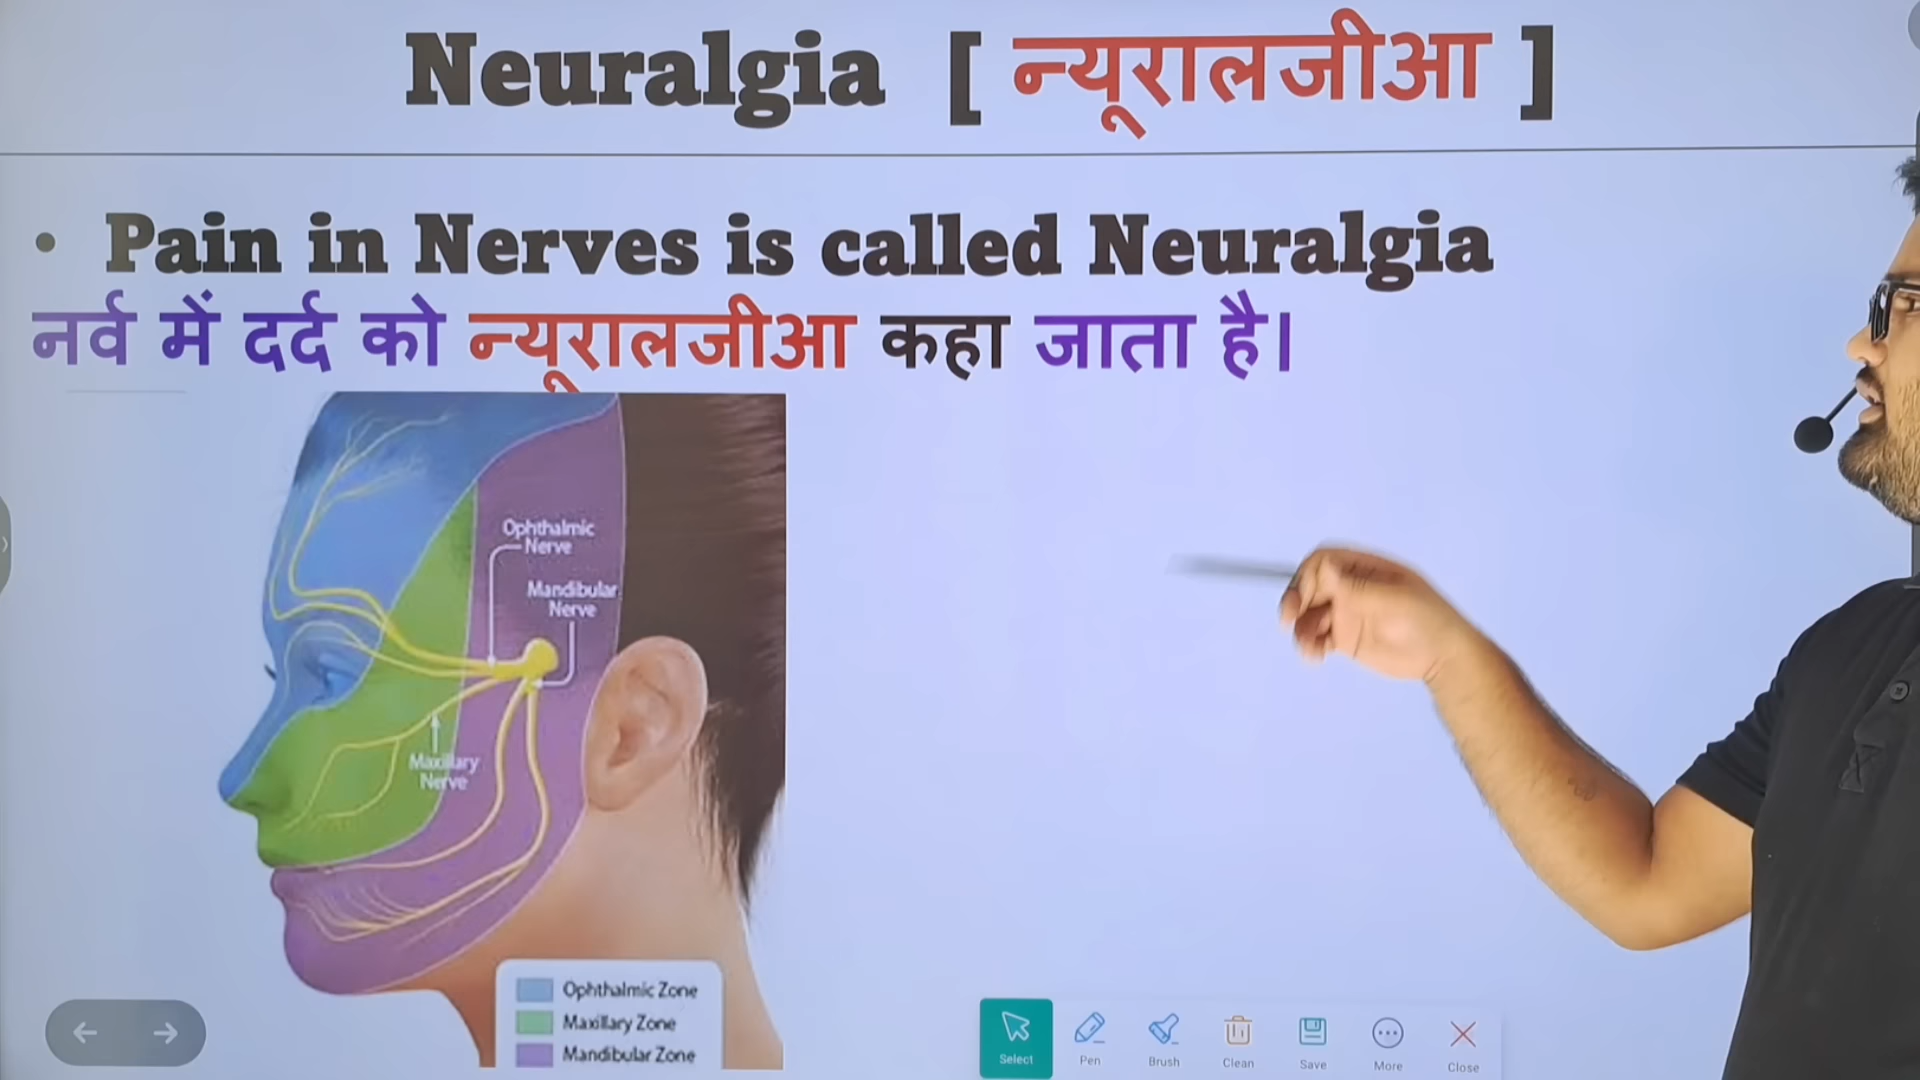 Neuralgia [ न्यूरालजीआ ]
• Pain in Nerves is called Neuralgia
नर्व में दर्द को न्यूरालजीआ कहा जाता है।
Ophthalmic
Nerve
Mandibular
Nerve
Maxillary
Nerve
Ophthalmic Zone
Maxillary Zone
Mandibular Zone
Select
Pen
Brush
Clean
Save
More
Close